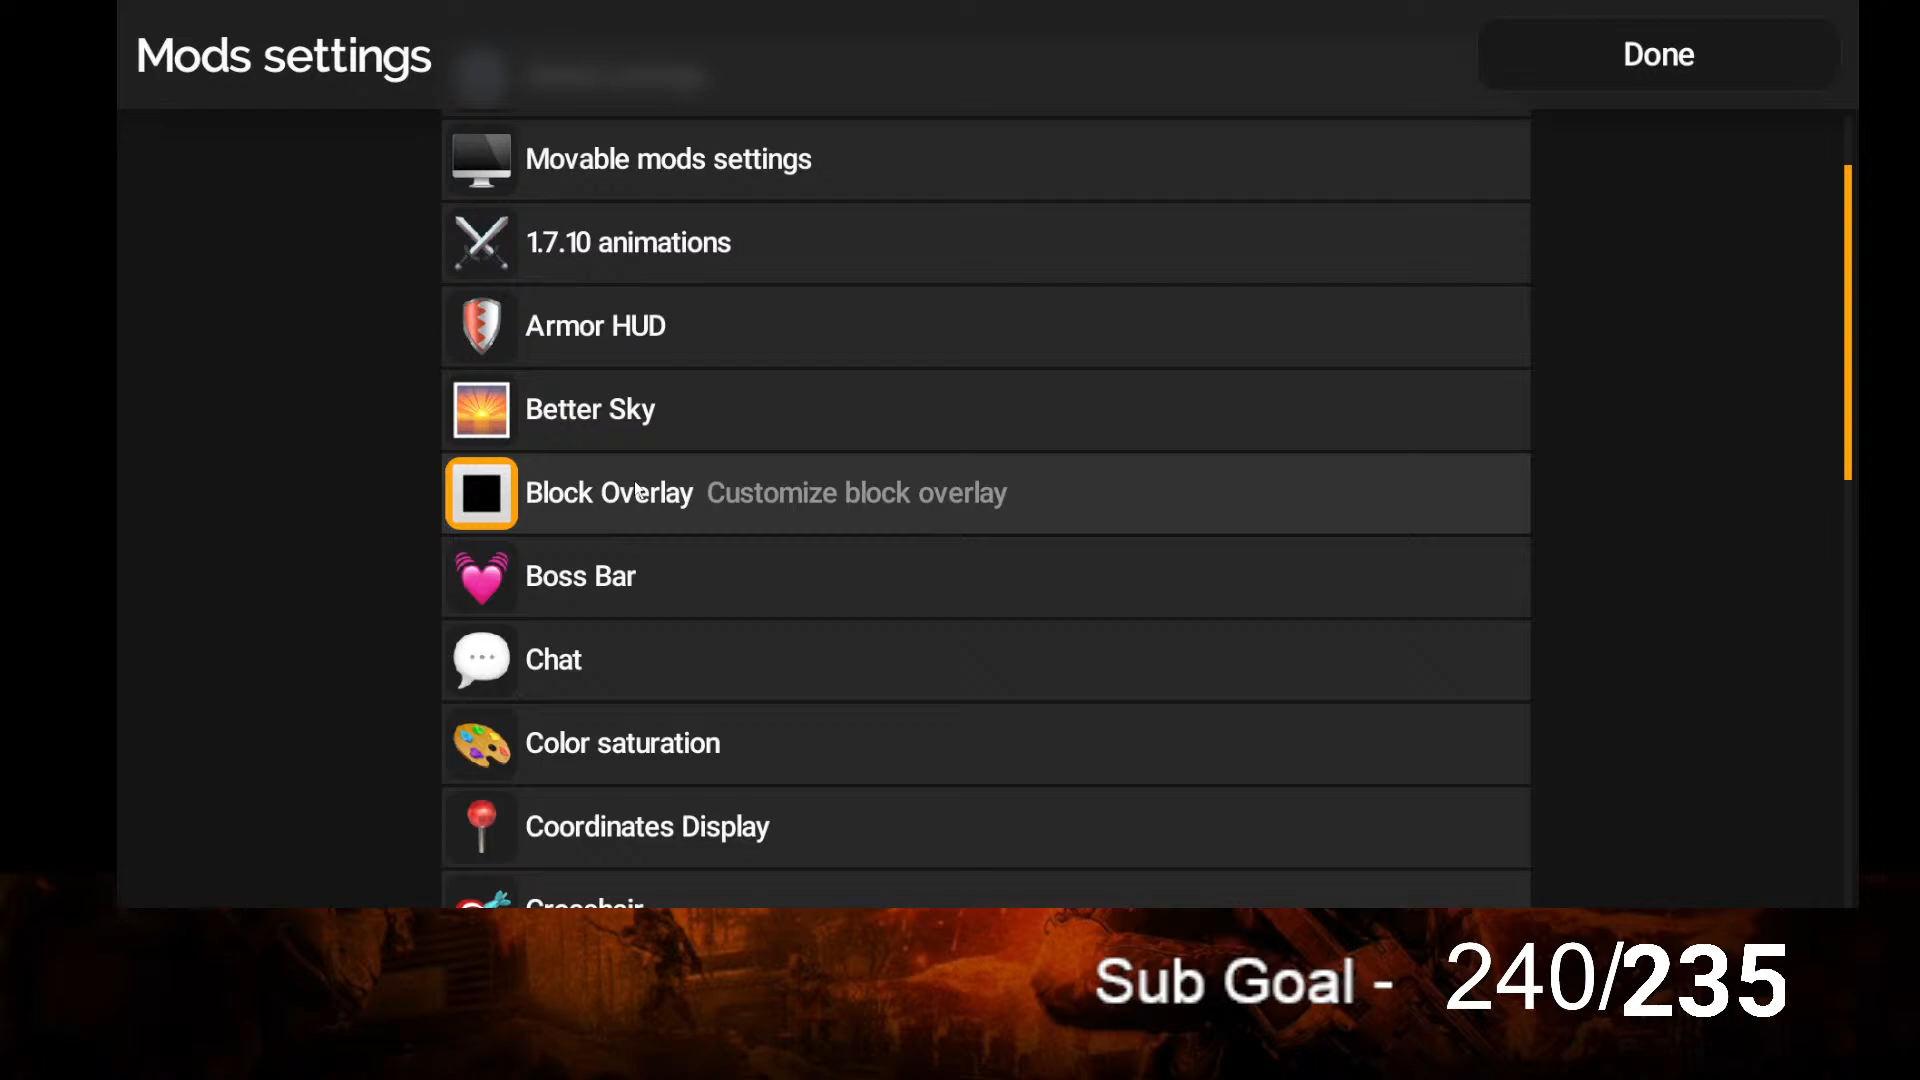 Mods settings
Done
Movable mods settings
1.7.10 animations
Armor HUD
Better Sky
Block Overlay Customize block overlay
Boss Bar
Chat
Color saturation
Coordinates Display
Crosshair
Sub Goal - 240/235